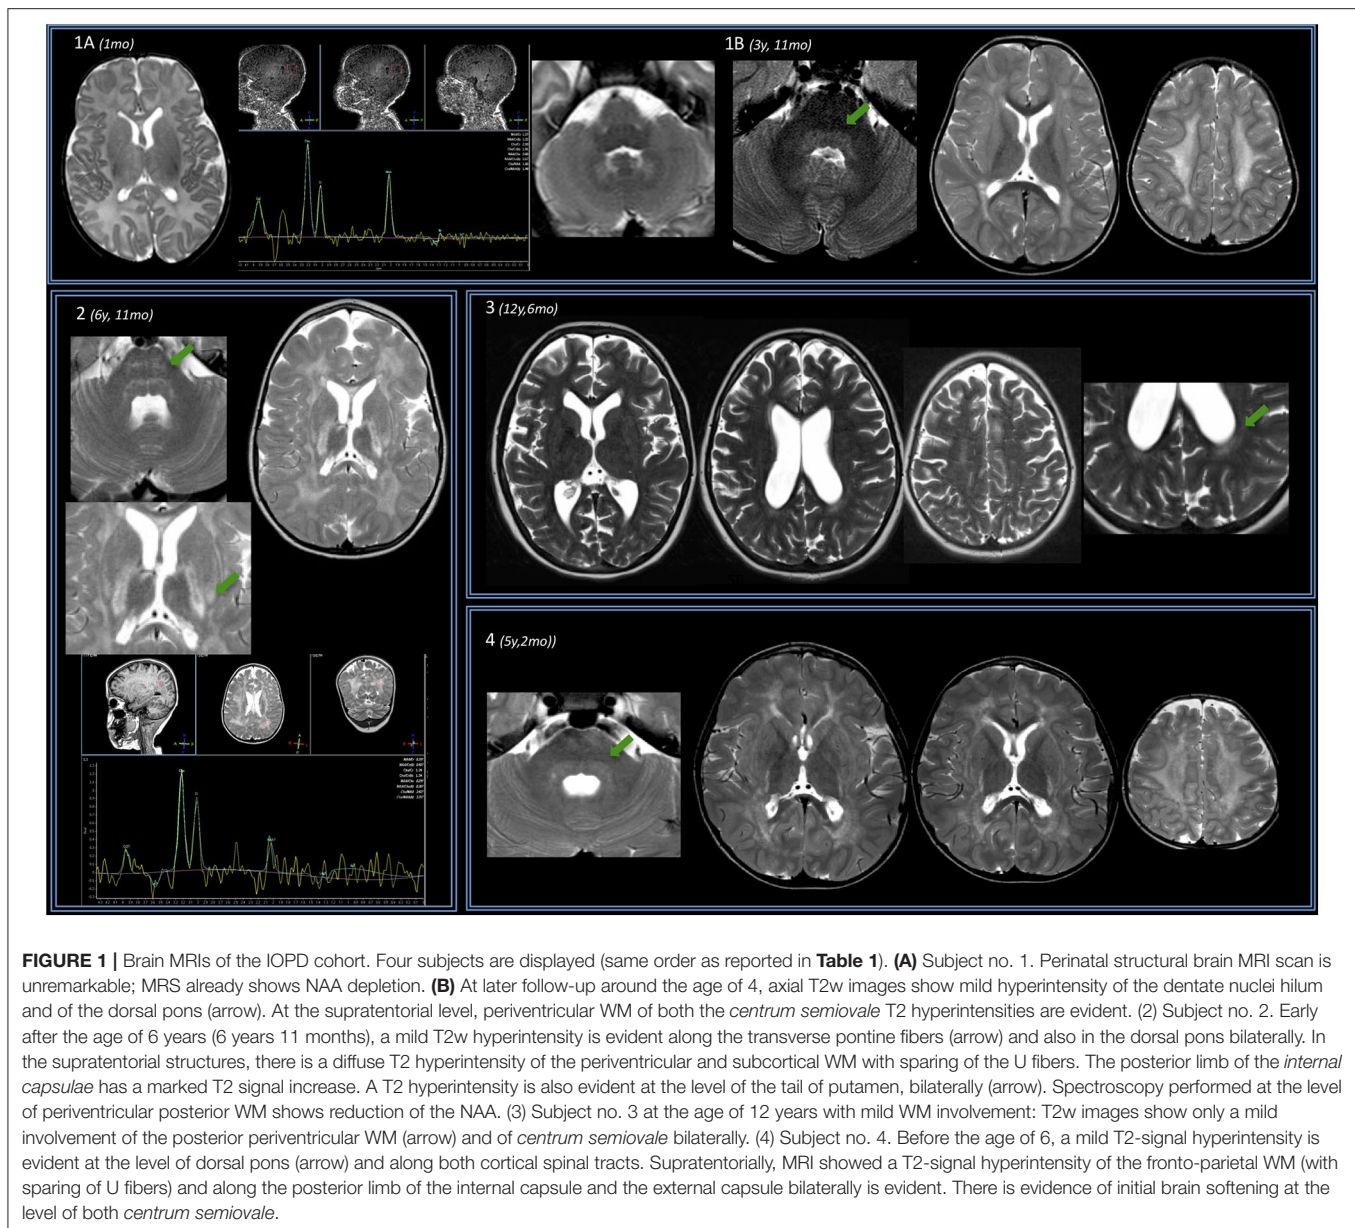 1A (1mo)
1B (3y, 11mo)
2 (6y, 11mo)
3 (12y,6mo)
4 (5y,2mo))
FIGURE 1 | Brain MRIs of the IOPD cohort. Four subjects are displayed (same order as reported in Table 1). (A) Subject no. 1. Perinatal structural brain MRI scan is
unremarkable; MRS already shows NAA depletion. (B) At later follow-up around the age of 4, axial T2w images show mild hyperintensity of the dentate nuclei hilum
and of the dorsal pons (arrow). At the supratentorial level, periventricular WM of both the centrum semiovale T2 hyperintensities are evident. (2) Subject no. 2. Early
after the age of 6 years (6 years 11 months), a mild T2w hyperintensity is evident along the transverse pontine fibers (arrow) and also in the dorsal pons bilaterally. In
the supratentorial structures, there is a diffuse T2 hyperintensity of the periventricular and subcortical WM with sparing of the U fibers. The posterior limb of the internal
capsulae has a marked T2 signal increase. A T2 hyperintensity is also evident at the level of the tail of putamen, bilaterally (arrow). Spectroscopy performed at the level
of periventricular posterior WM shows reduction of the NAA. (3) Subject no. 3 at the age of 12 years with mild WM involvement: T2w images show only a mild
involvement of the posterior periventricular WM (arrow) and of centrum semiovale bilaterally. (4) Subject no. 4. Before the age of 6, a mild T2-signal hyperintensity is
evident at the level of dorsal pons (arrow) and along both cortical spinal tracts. Supratentorially, MRI showed a T2-signal hyperintensity of the fronto-parietal WM (with
sparing of U fibers) and along the posterior limb of the internal capsule and the external capsule bilaterally is evident. There is evidence of initial brain softening at the
level of both centrum semiovale.